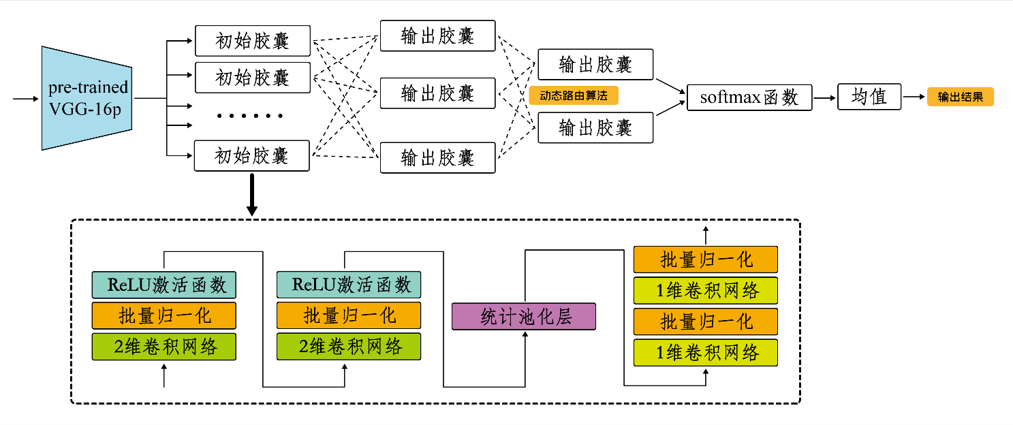 pre-trained
VGG-16p
初始胶囊
初始胶囊
······
初始胶囊
输出胶囊
输出胶囊
输出胶囊
输出胶囊
动态路由算法
输出胶囊
softmax函数
均值
输出结果
ReLU激活函数
批量归一化
2维卷积网络
ReLU激活函数
批量归一化
2维卷积网络
统计池化层
批量归一化
1维卷积网络
批量归一化
1维卷积网络